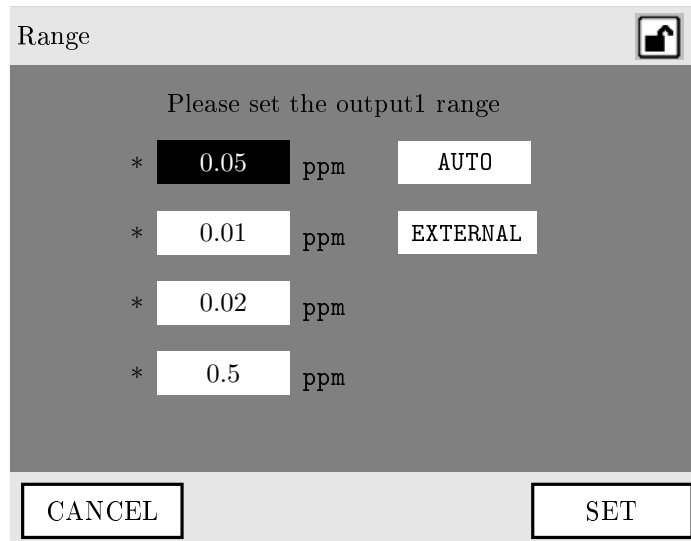 Range
Please set the output1 range
* 0.05 ppm AUTO
* 0.01 ppm EXTERNAL
* 0.02 ppm
* 0.5 ppm
CANCEL SET